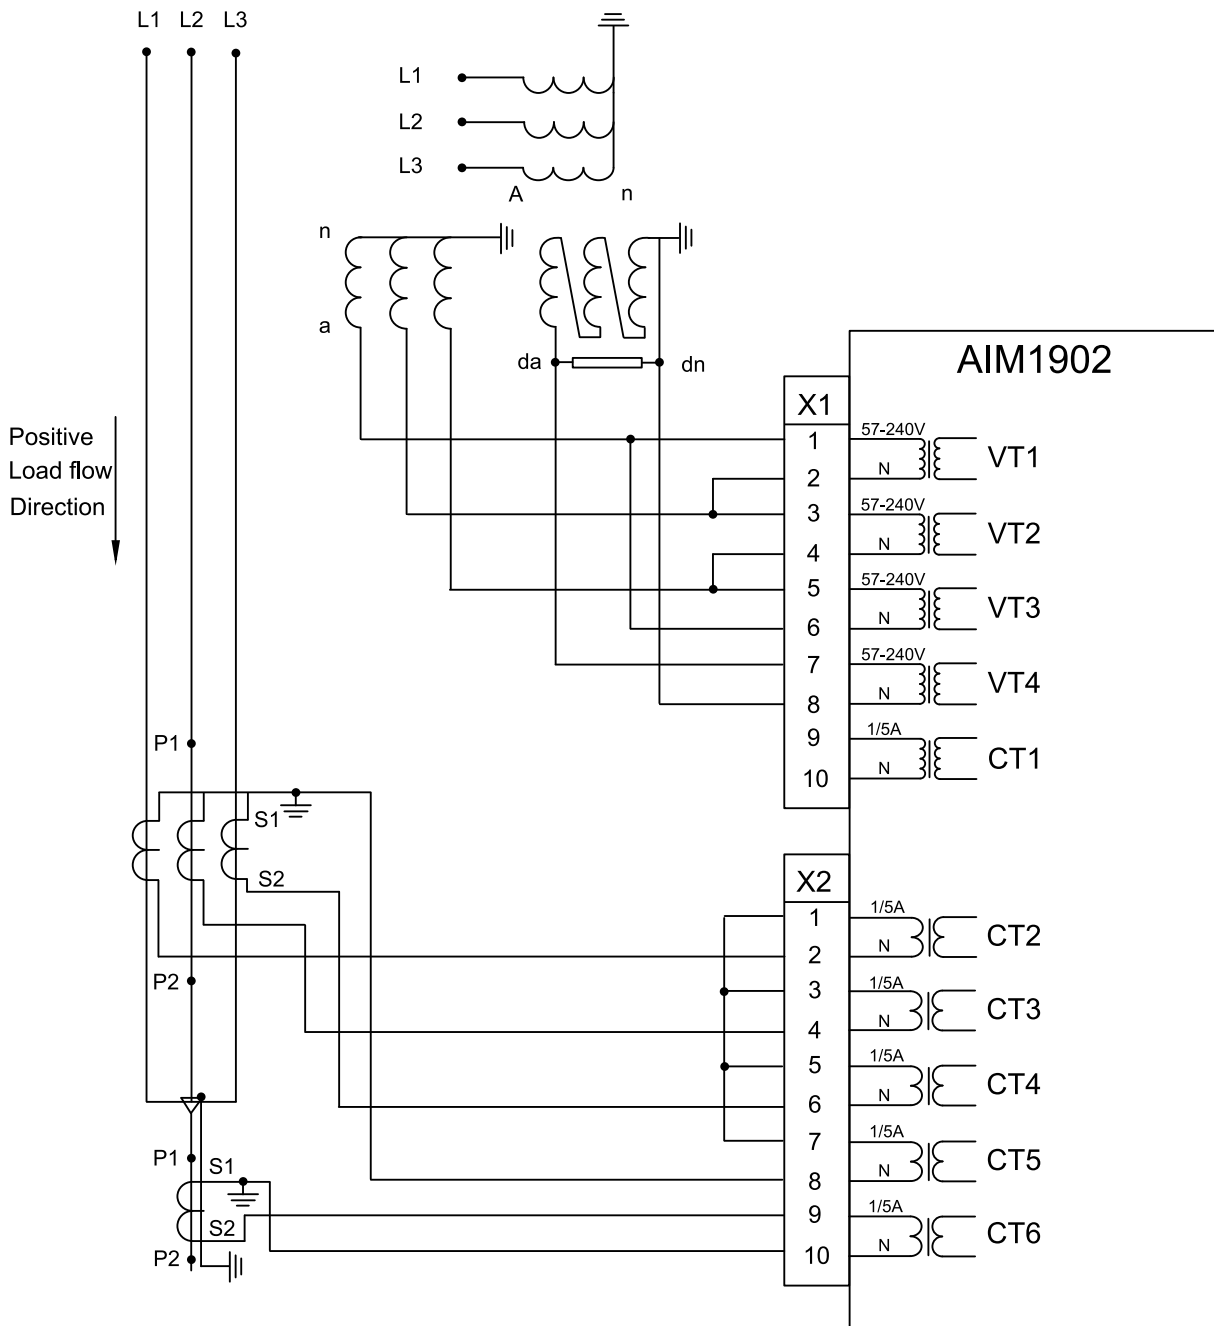 L1 L2 L3
L1
L2
L3
A n
n
a
da dn
AIM1902
Positive
Load flow
Direction
X1
1 57-240V
VT1
2 N
3 57-240V
VT2
4 N
5 57-240V
VT3
6 N
7 57-240V
VT4
8 N
P1
9 1/5A
CT1
10 N
S1
S2
X2
1 1/5A
CT2
2 N
P2
3 1/5A
CT3
4 N
5 1/5A
CT4
6 N
7 1/5A
CT5
P1 S1
8 N
9 1/5A
S2
CT6
10 N
P2